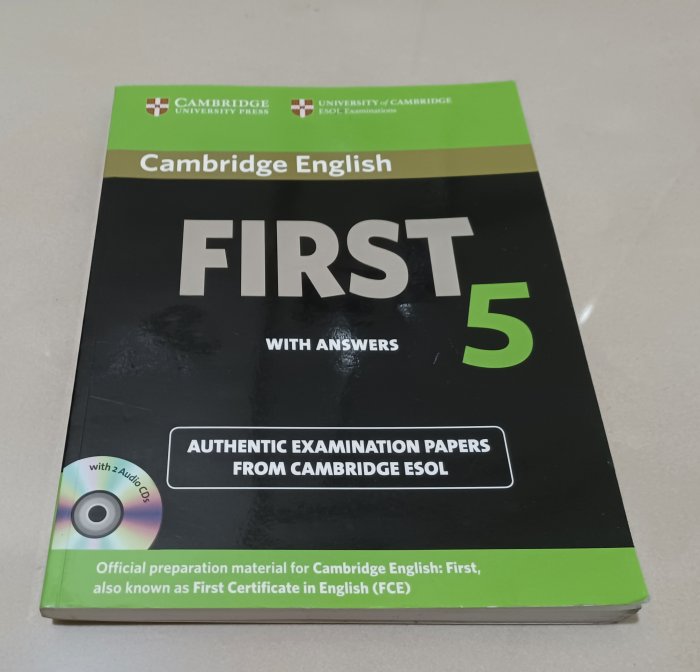 CAMBRIDGE
UNIVERSITY PRESS
UNIVERSITY of CAMBRIDGE
ESOL Examinations
Cambridge English
FIRST
5
WITH ANSWERS
AUTHENTIC EXAMINATION PAPERS
FROM CAMBRIDGE ESOL
with 2 Audio CDs
Official preparation material for Cambridge English: First,
also known as First Certificate in English (FCE)